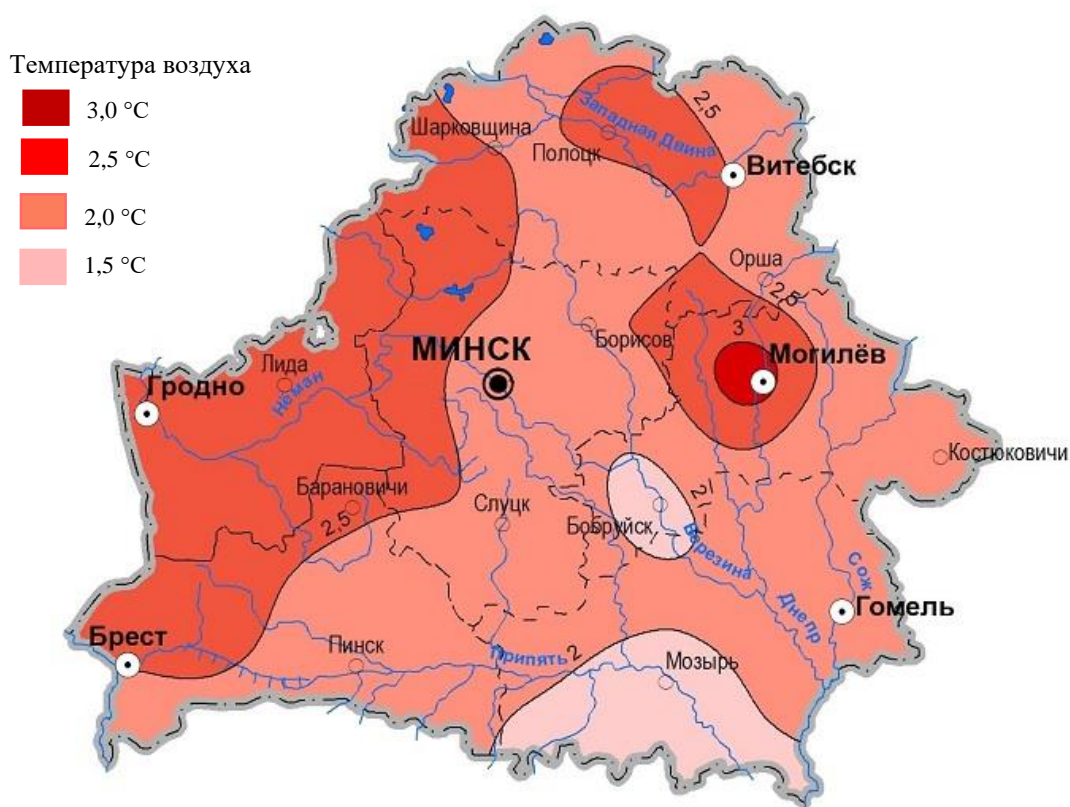 Температура воздуха
3,0 °C
2,5 °C
2,0 °C
1,5 °C
Шарковщина
Западная Двина
2,5
Полоцк
Витебск
Орша
2,5
3
Борисов
МИНСК
Могилёв
Лида
Гродно
Неман
Костюковичи
Барановичи
2,5
Слуцк
2
Бобруйск
Березина
Сож
Днепр
Гомель
Брест
Пинск
Припять
2
Мозырь